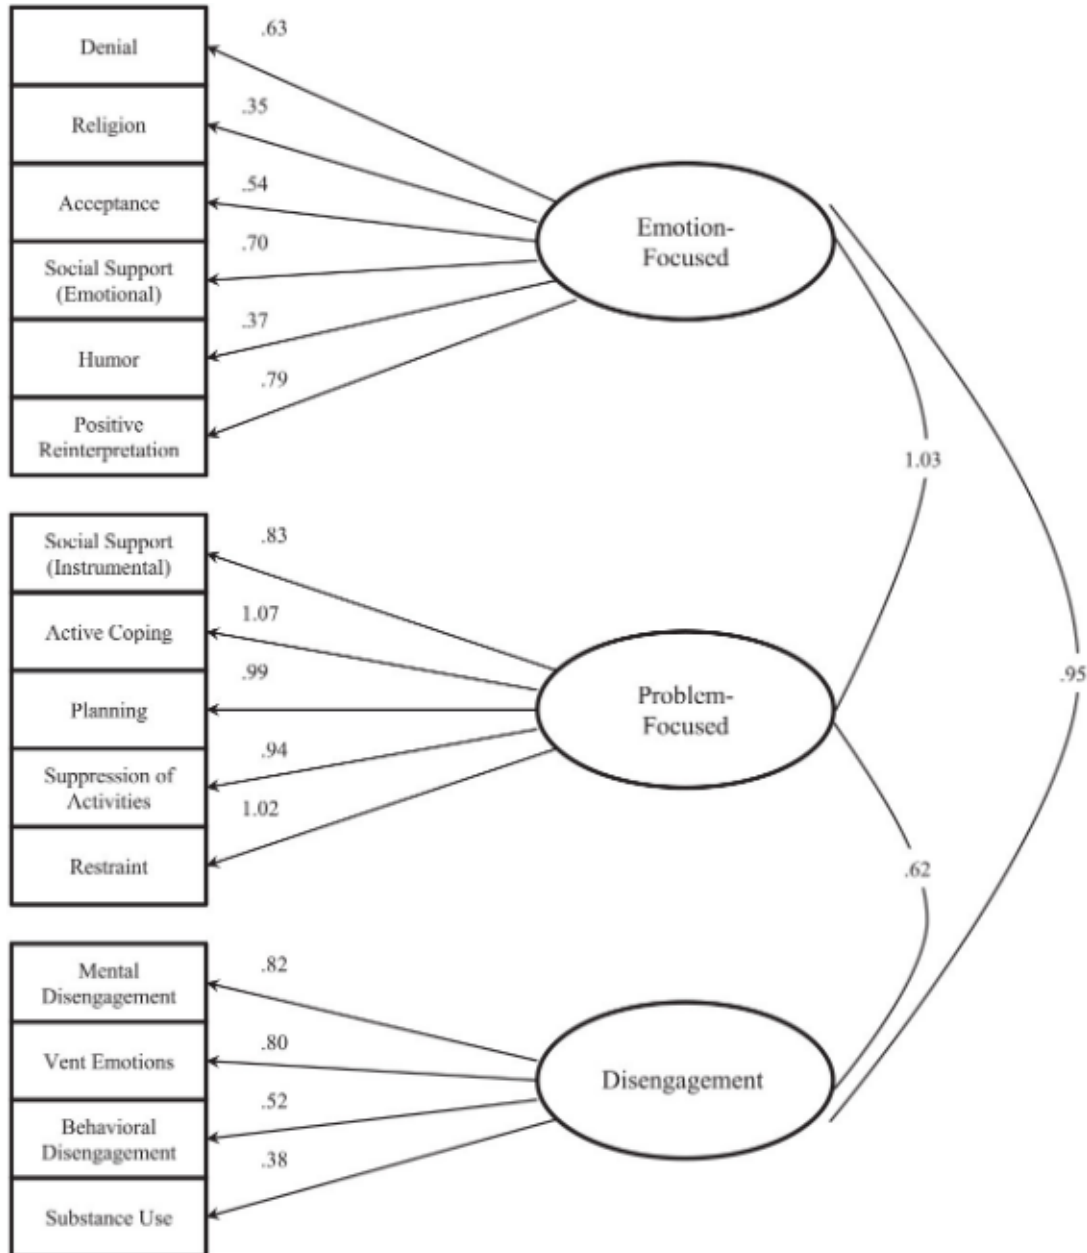 Denial
.63
Religion
.35
Acceptance
.54
Social Support
(Emotional)
.70
Humor
.37
Positive
Reinterpretation
.79
Emotion-
Focused
1.03
Social Support
(Instrumental)
.83
Active Coping
1.07
Planning
.99
Suppression of
Activities
.94
Restraint
1.02
Problem-
Focused
.95
.62
Mental
Disengagement
.82
Vent Emotions
.80
Behavioral
Disengagement
.52
Substance Use
.38
Disengagement